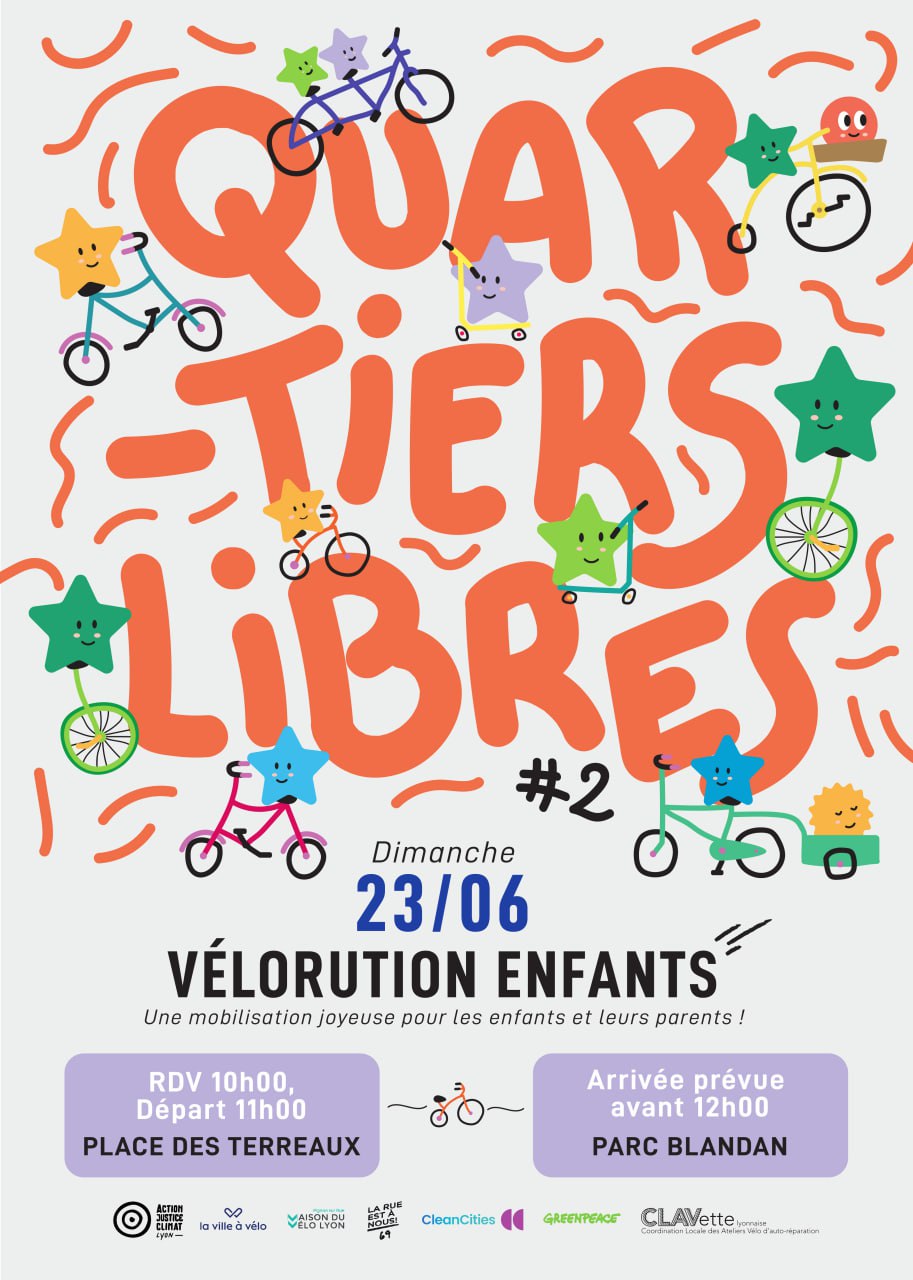 QUAR
-TIERS
LIBRES
#2
Dimanche
23/06
VÉLORUTION ENFANTS
Une mobilisation joyeuse pour les enfants et leurs parents !
RDV 10h00,
Départ 11h00
PLACE DES TERREAUX
Arrivée prévue
avant 12h00
PARC BLANDAN
ACTION
JUSTICE
CLIMAT
LYON
la ville à vélo
MAISON DU
VÉLO LYON
LA RUE
EST À
NOUS!
69
CleanCities
GREENPEACE
CLAVette lyonnaise
Coordination Locale des Ateliers Vélo d'auto-réparation